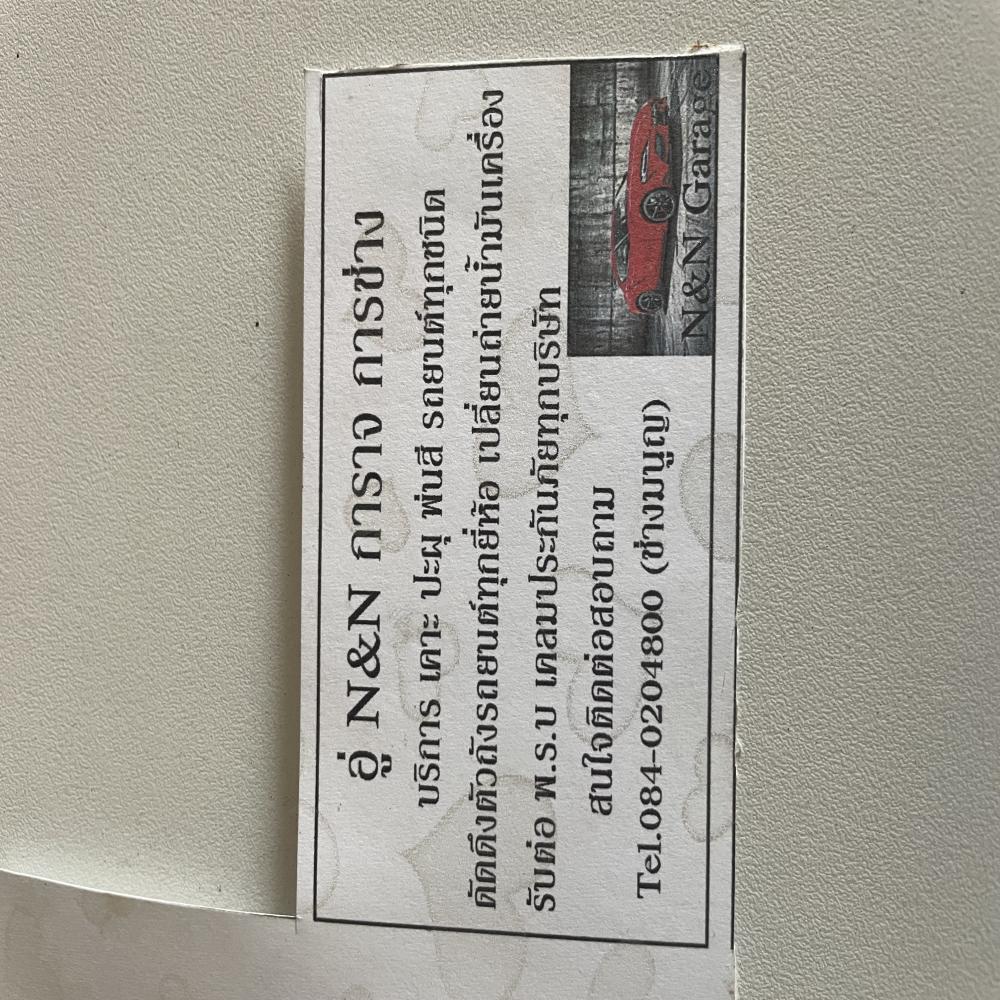 อู่ N&N การาจ การช่าง
บริการ เคาะ ปะผุ พ่นสี รถยนต์ทุกชนิด
ดัดดึงตัวถังรถยนต์ทุกยี่ห้อ เปลี่ยนถ่ายน้ำมันเครื่อง
รับต่อ พ.ร.บ เคลมประกันภัยทุกบริษัท
สนใจติดต่อสอบถาม
Tel.084-0204800 (ช่างมนูญ)
N&N Garage